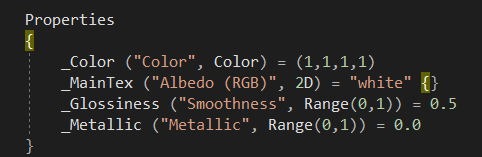 Properties
{
_Color ("Color", Color) = (1,1,1,1)
_MainTex ("Albedo (RGB)", 2D) = "white" {}
_Glossiness ("Smoothness", Range(0,1)) = 0.5
_Metallic ("Metallic", Range(0,1)) = 0.0
}